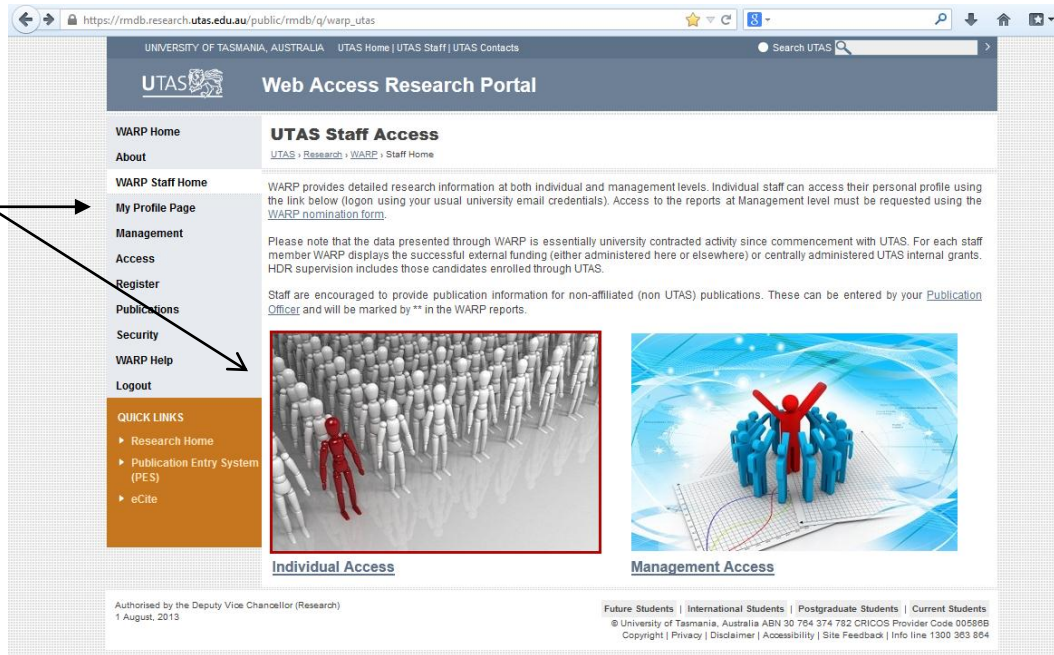 https://rmdb.research.utas.edu.au/public/rmdb/q/warp_utas
UNIVERSITY OF TASMANIA, AUSTRALIA UTAS Home | UTAS Staff | UTAS Contacts
Search UTAS
UTAS
Web Access Research Portal
WARP Home
About
WARP Staff Home
My Profile Page
Management
Access
Register
Publications
Security
WARP Help
Logout
QUICK LINKS
Research Home
Publication Entry System
(PES)
eCite
UTAS Staff Access
UTAS › Research › WARP › Staff Home
WARP provides detailed research information at both individual and management levels. Individual staff can access their personal profile using
the link below (logon using your usual university email credentials). Access to the reports at Management level must be requested using the
WARP nomination form.
Please note that the data presented through WARP is essentially university contracted activity since commencement with UTAS. For each staff
member WARP displays the successful external funding (either administered here or elsewhere) or centrally administered UTAS internal grants.
HDR supervision includes those candidates enrolled through UTAS.
Staff are encouraged to provide publication information for non-affiliated (non UTAS) publications. These can be entered by your Publication
Officer and will be marked by ** in the WARP reports.
Individual Access
Management Access
Authorised by the Deputy Vice Chancellor (Research)
1 August, 2013
Future Students | International Students | Postgraduate Students | Current Students
© University of Tasmania, Australia ABN 30 764 374 782 CRICOS Provider Code 00586B
Copyright | Privacy | Disclaimer | Accessibility | Site Feedback | Info line 1300 363 864